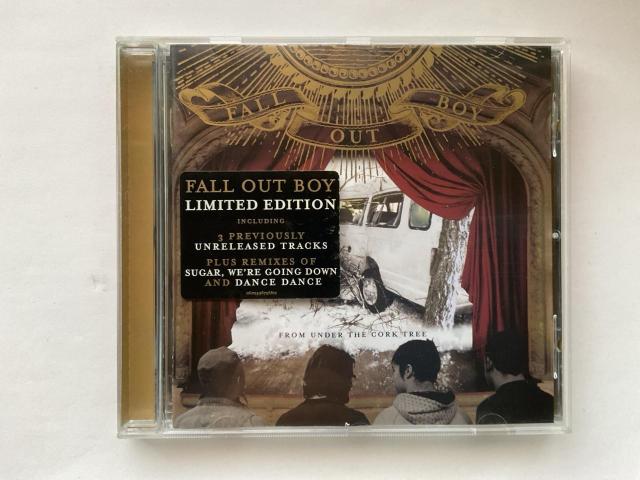 FALL OUT BOY
FALL OUT BOY
LIMITED EDITION
INCLUDING
3 PREVIOUSLY
UNRELEASED TRACKS
PLUS REMIXES OF
SUGAR, WE'RE GOING DOWN
AND DANCE DANCE
FROM UNDER THE CORK TREE